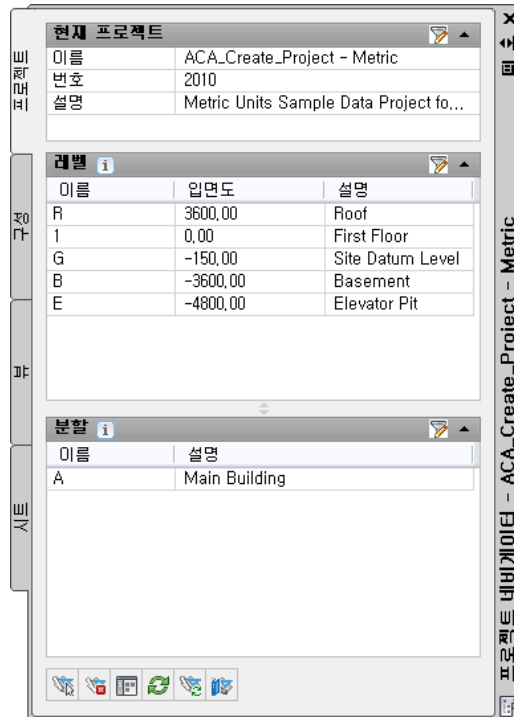 현재 프로젝트
이름 ACA_Create_Project - Metric
번호 2010
설명 Metric Units Sample Data Project fo...
레벨
이름 입면도 설명
R 3600,00 Roof
1 0,00 First Floor
G -150,00 Site Datum Level
B -3600,00 Basement
E -4800,00 Elevator Pit
분할
이름 설명
A Main Building
프로젝트
구성
뷰
시트
프로젝트 네비게이터 - ACA_Create_Project - Metric